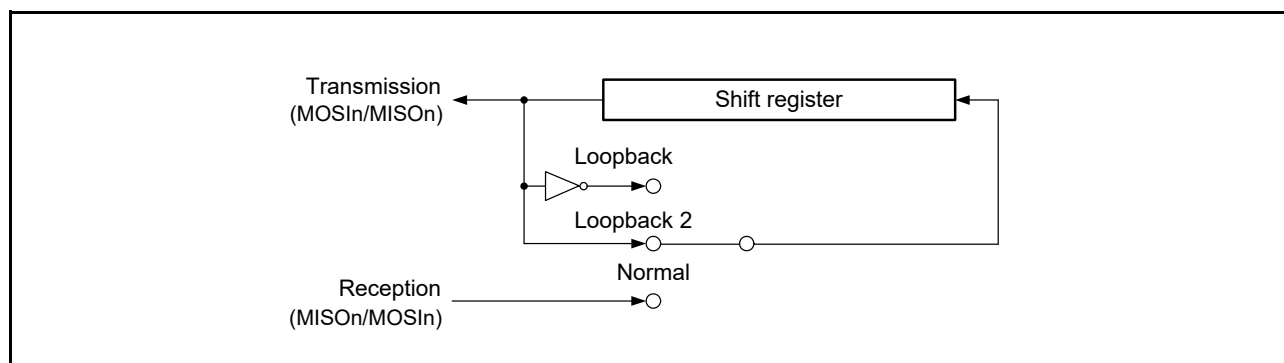 Transmission
(MOSIn/MISOn)
Shift register
Loopback
Loopback 2
Normal
Reception
(MISOn/MOSIn)